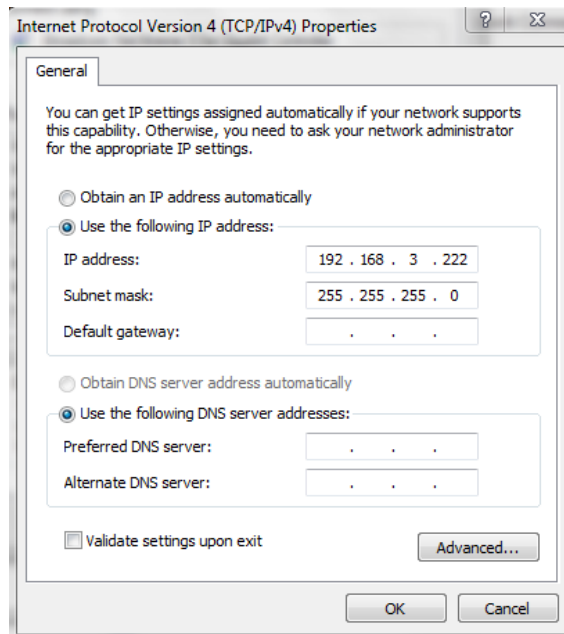 Internet Protocol Version 4 (TCP/IPv4) Properties
General
You can get IP settings assigned automatically if your network supports
this capability. Otherwise, you need to ask your network administrator
for the appropriate IP settings.
Obtain an IP address automatically
Use the following IP address:
IP address: 192 . 168 . 3 . 222
Subnet mask: 255 . 255 . 255 . 0
Default gateway: . . .
Obtain DNS server address automatically
Use the following DNS server addresses:
Preferred DNS server: . . .
Alternate DNS server: . . .
Validate settings upon exit
Advanced...
OK Cancel